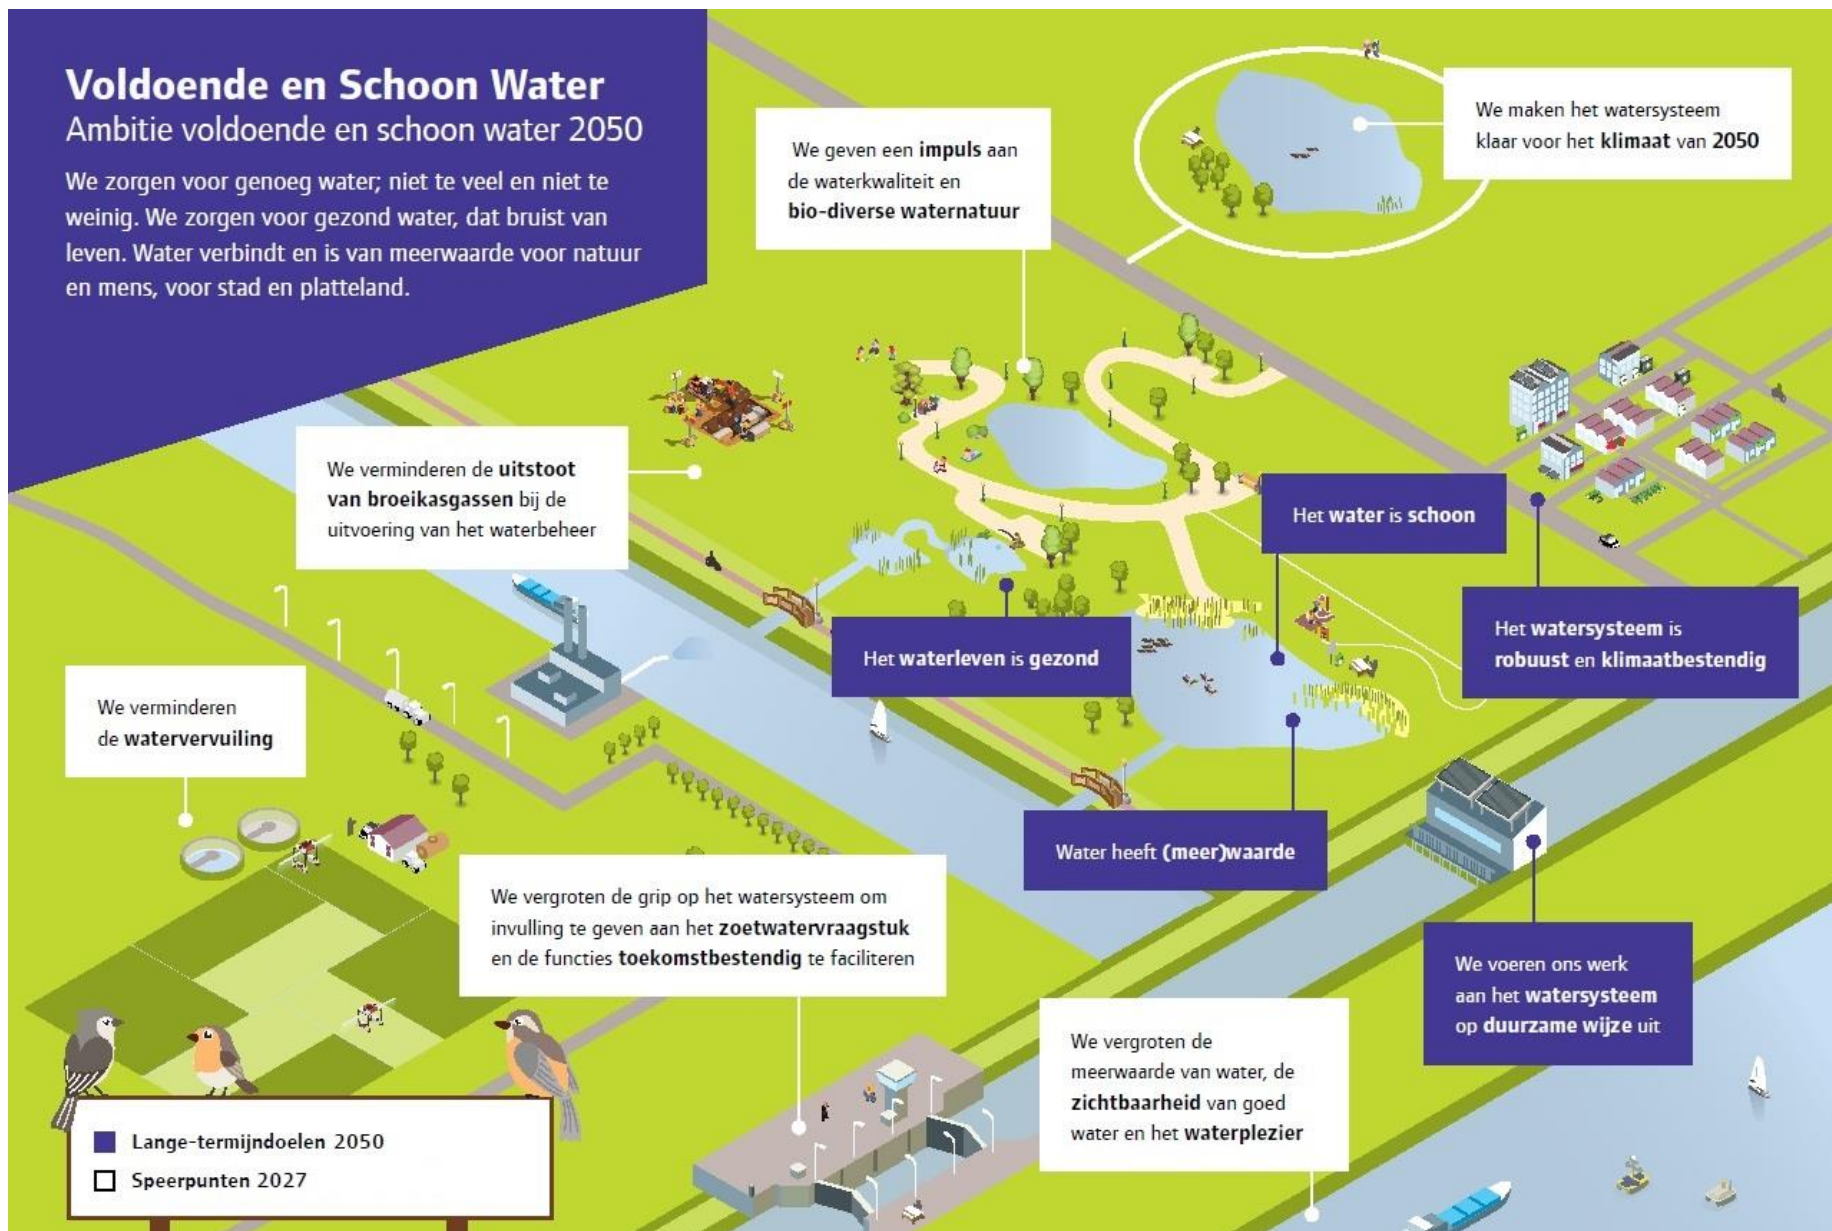 Voldoende en Schoon Water
Ambitie voldoende en schoon water 2050
We zorgen voor genoeg water; niet te veel en niet te
weinig. We zorgen voor gezond water, dat bruist van
leven. Water verbindt en is van meerwaarde voor natuur
en mens, voor stad en platteland.
We geven een impuls aan
de waterkwaliteit en
bio-diverse waternatuur
We maken het watersysteem
klaar voor het klimaat van 2050
We verminderen de uitstoot
van broeikasgassen bij de
uitvoering van het waterbeheer
Het water is schoon
Het watersysteem is
robuust en klimaatbestendig
Het waterleven is gezond
We verminderen
de watervervuiling
Water heeft (meer)waarde
We vergroten de grip op het watersysteem om
invulling te geven aan het zoetwatervraagstuk
en de functies toekomstbestendig te faciliteren
We voeren ons werk
aan het watersysteem
op duurzame wijze uit
We vergroten de
meerwaarde van water, de
zichtbaarheid van goed
water en het waterplezier
Lange-termijndoelen 2050
Speerpunten 2027